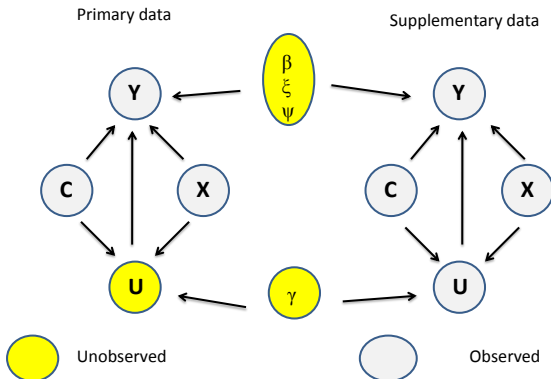 Primary data
Supplementary data
β
ξ
ψ
Y
Y
C
X
C
X
U
γ
U
Unobserved
Observed